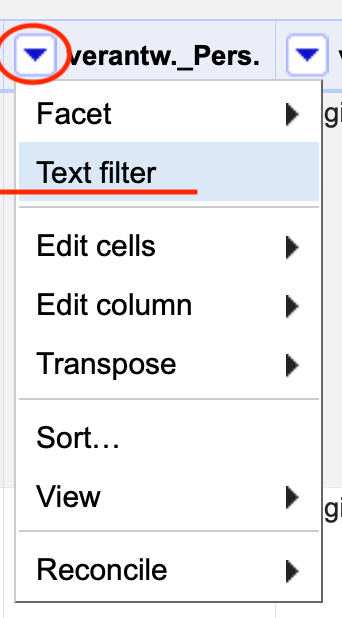 verantw._Pers.
Facet
Text filter
Edit cells
Edit column
Transpose
Sort…
View
Reconcile